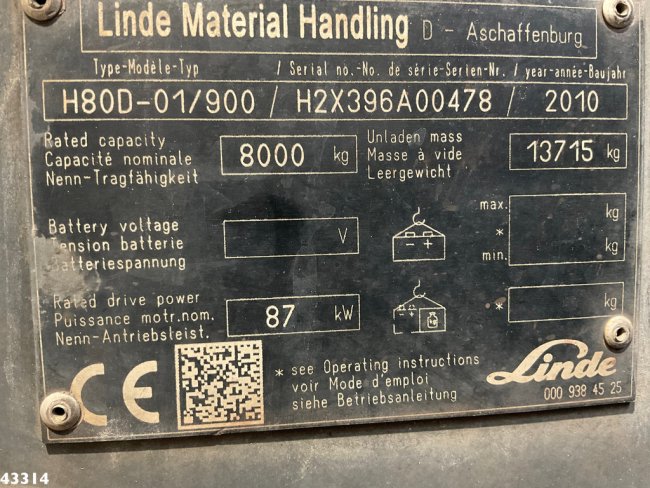 Linde Material Handling D - Aschaffenburg
Type-Modèle-Typ / Serial no.-No. de série-Serien-Nr. / year-année-Baujahr
H80D-01/900 / H2X396A00478 / 2010
Rated capacity
Capacité nominale
Nenn-Tragfähigkeit
8000 kg
Unladen mass
Masse à vide
Leergewicht
13715 kg
Battery voltage
Tension batterie
Batteriespannung
V
- +
max. kg
*
min. kg
Rated drive power
Puissance motr.nom.
Nenn-Antriebsleist.
87 kW
kg
* kg
CE
* see Operating instructions
voir Mode d'emploi
siehe Betriebsanleitung
Linde
000 938 45 25
43314